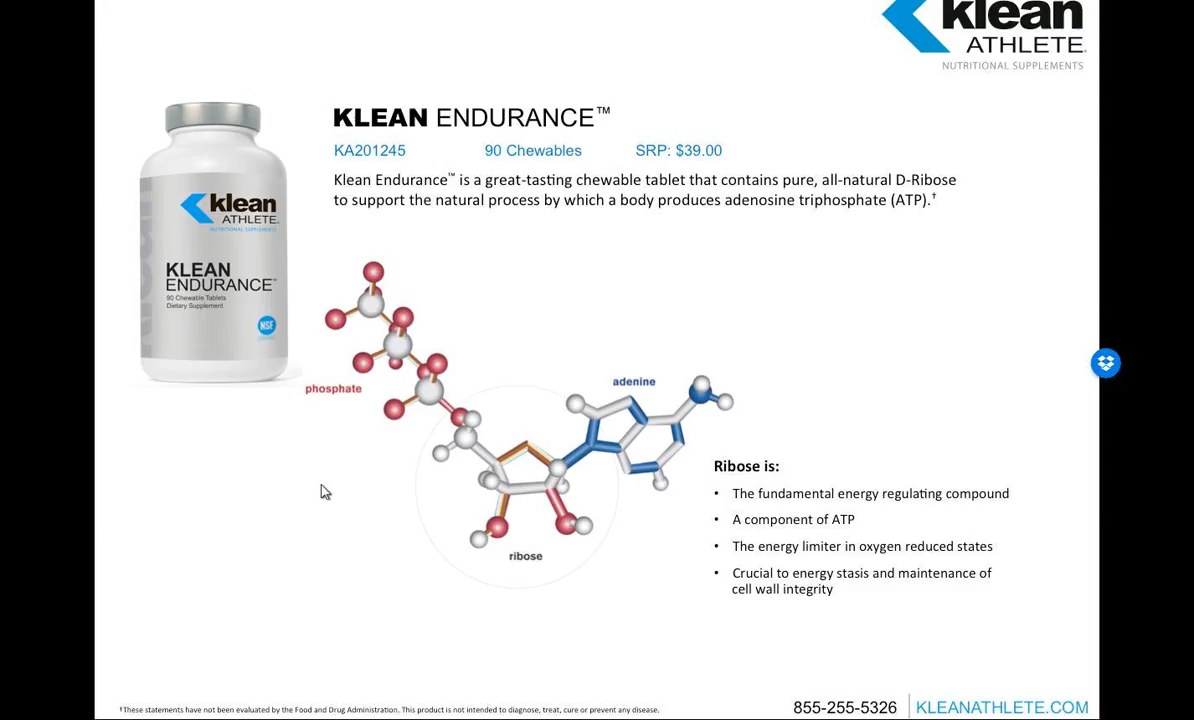 klean
ATHLETE.
NUTRITIONAL SUPPLEMENTS
KLEAN ENDURANCE™
KA201245 90 Chewables SRP: $39.00
Klean Endurance™ is a great-tasting chewable tablet that contains pure, all-natural D-Ribose
to support the natural process by which a body produces adenosine triphosphate (ATP).†
klean
ATHLETE.
NUTRITIONAL SUPPLEMENTS
KLEAN
ENDURANCE™
90 Chewable Tablets
Dietary Supplement
NSF
phosphate
adenine
ribose
Ribose is:
• The fundamental energy regulating compound
• A component of ATP
• The energy limiter in oxygen reduced states
• Crucial to energy stasis and maintenance of
cell wall integrity
†These statements have not been evaluated by the Food and Drug Administration. This product is not intended to diagnose, treat, cure or prevent any disease.
855-255-5326 KLEANATHLETE.COM